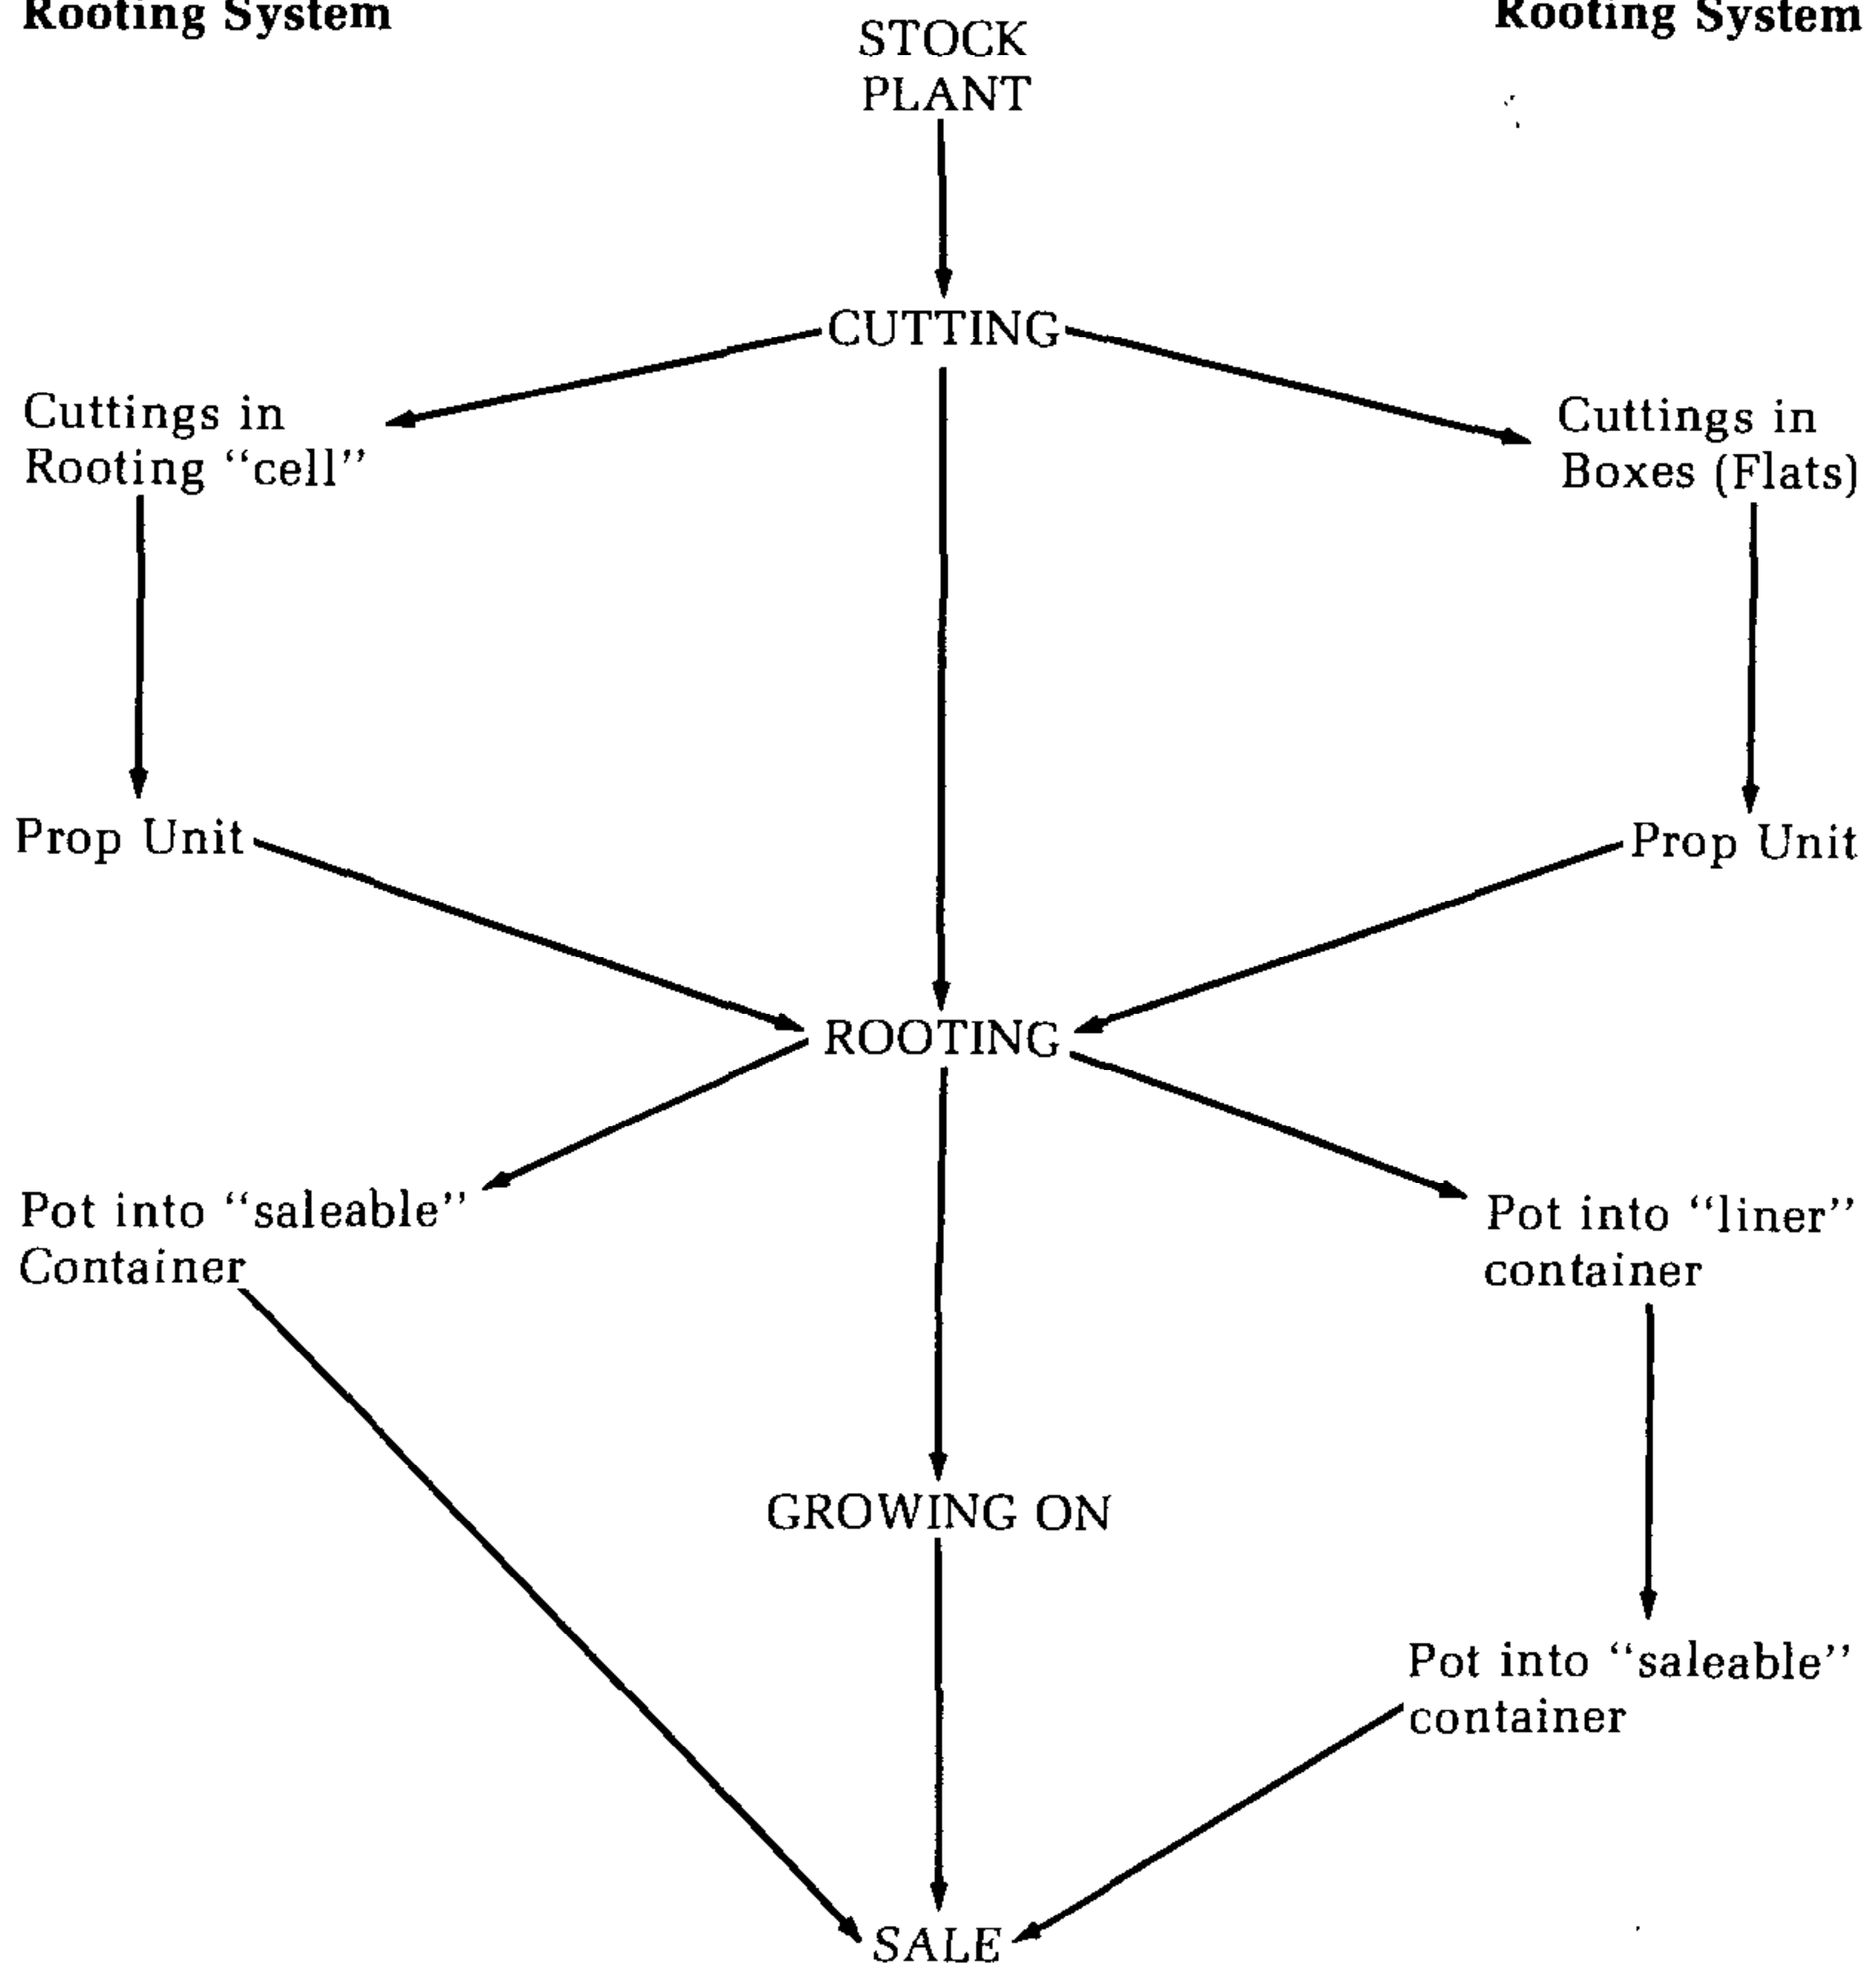 Rooting System
Rooting System
STOCK
PLANT
CUTTING
Cuttings in
Rooting “cell”
Cuttings in
Boxes (Flats)
Prop Unit
Prop Unit
ROOTING
Pot into “saleable”
Container
Pot into “liner”
container
GROWING ON
Pot into “saleable”
container
SALE